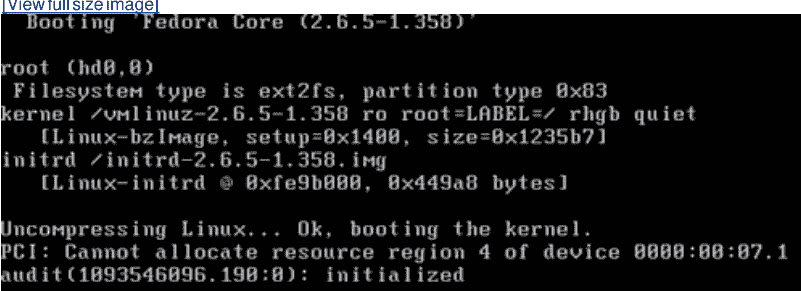 [View full size image]
Booting 'Fedora Core (2.6.5-1.358)'
root (hd0,0)
Filesystem type is ext2fs, partition type 0x83
kernel /vmlinuz-2.6.5-1.358 ro root=LABEL=/ rhgb quiet
[Linux-bzImage, setup=0x1400, size=0x1235b7]
initrd /initrd-2.6.5-1.358.img
[Linux-initrd @ 0xfe9b000, 0x449a8 bytes]
Uncompressing Linux... Ok, booting the kernel.
PCI: Cannot allocate resource region 4 of device 0000:00:07.1
audit(1093546096.190:0): initialized